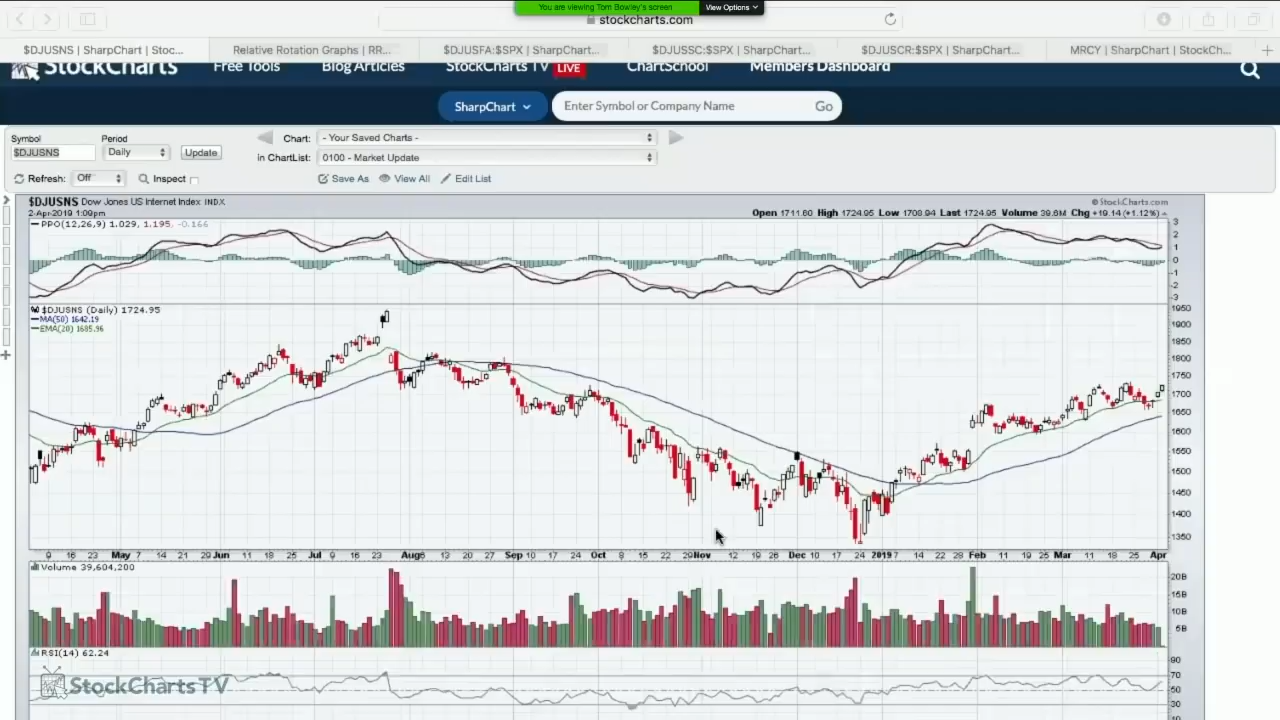 You are viewing Tom Bowley's screen View Options
stockcharts.com
$DJUSNS | SharpChart | Stoc... Relative Rotation Graphs | RR... $DJUSFA:$SPX | SharpChart... $DJUSSC:$SPX | SharpChart... $DJUSCR:$SPX | SharpChart... MRCY | SharpChart | StockCh...
StockCharts Free Tools Blog Articles StockCharts TV LIVE ChartSchool Members Dashboard
SharpChart Enter Symbol or Company Name Go
Symbol Period Chart: - Your Saved Charts -
$DJUSNS Daily Update in ChartList: 0100 - Market Update
Refresh: Off Inspect Save As View All Edit List
$DJUSNS Dow Jones US Internet Index INDX © StockCharts.com
2-Apr-2019 1:09pm Open 1711.60 High 1724.95 Low 1708.94 Last 1724.95 Volume 39.6M Chg +19.14 (+1.12%)
PPO(12,26,9) 1.029, 1.195, -0.166
3
2
1
0
-1
-2
-3
$DJUSNS (Daily) 1724.95
MA(50) 1642.19
EMA(20) 1685.96
1950
1900
1850
1800
1750
1700
1650
1600
1550
1500
1450
1400
1350
9 16 23 May 7 14 21 29 Jun 11 18 25 Jul 9 16 23 Aug 6 13 20 27 Sep 10 17 24 Oct 8 15 22 29 Nov 12 19 26 Dec 10 17 24 2019 7 14 22 28 Feb 11 19 25 Mar 11 18 25 Apr
Volume 39,604,200
20B
15B
10B
5B
RSI(14) 62.24
90
70
50
30
StockChartsTV